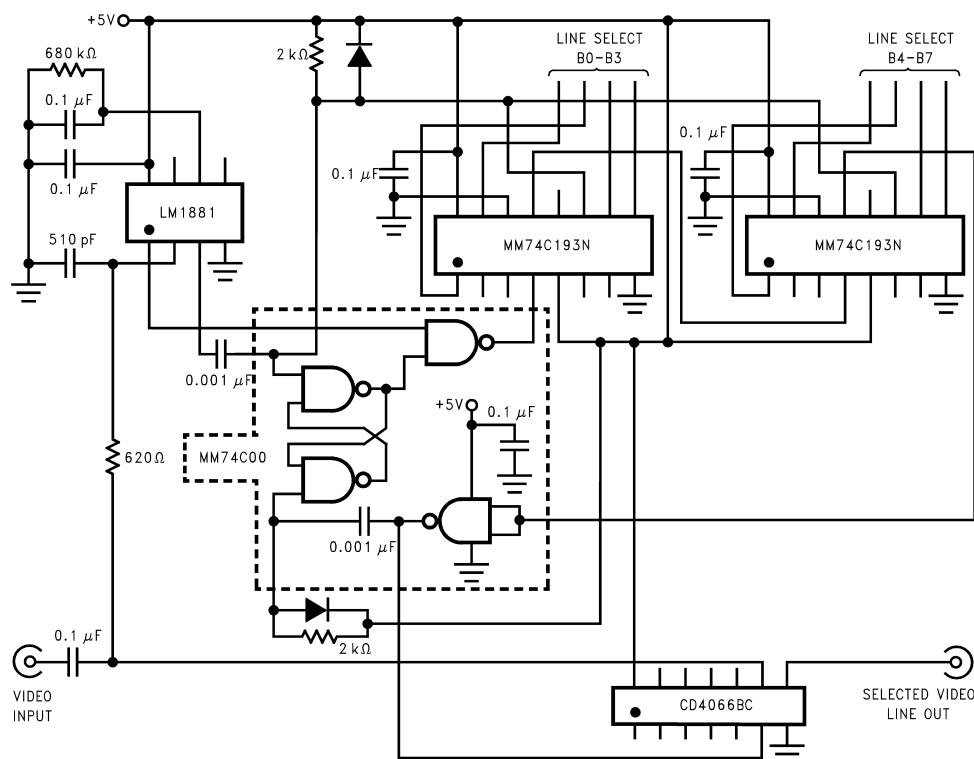 +5V
680 kΩ
0.1 µF
0.1 µF
510 pF
LM1881
2 kΩ
LINE SELECT
B0-B3
LINE SELECT
B4-B7
0.1 µF
0.1 µF
MM74C193N
MM74C193N
0.001 µF
+5V
0.1 µF
620Ω
MM74C00
0.001 µF
2 kΩ
0.1 µF
VIDEO
INPUT
CD4066BC
SELECTED VIDEO
LINE OUT